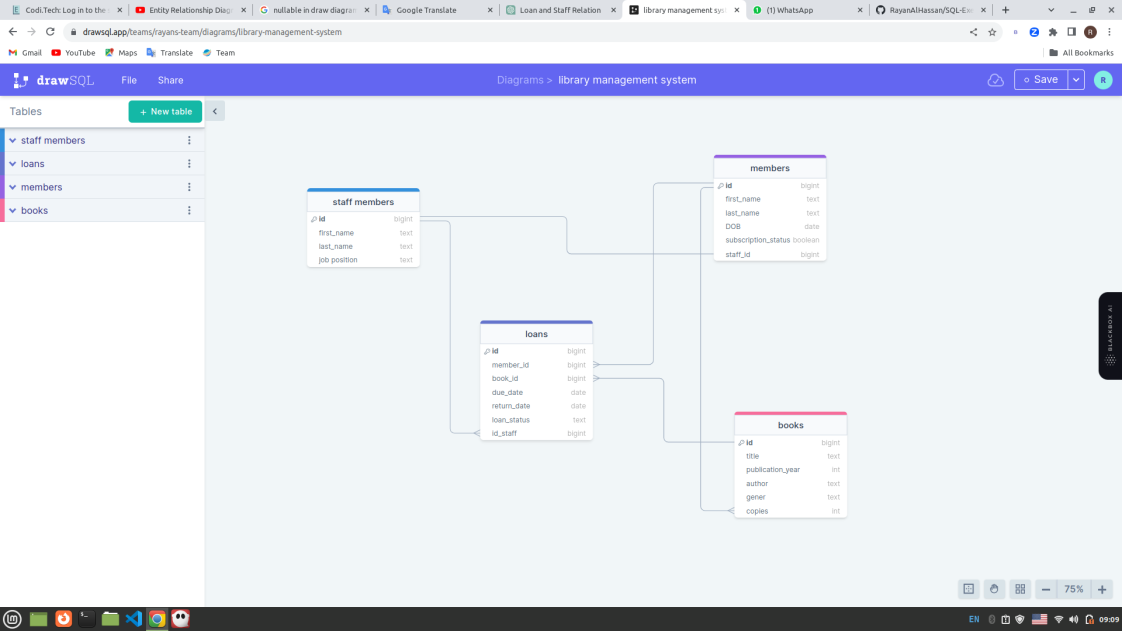 Codi.Tech: Log in to the s
Entity Relationship Diagr
nullable in draw diagram
Google Translate
Loan and Staff Relation
library management sys
(1) WhatsApp
RayanAlHassan/SQL-Exe
drawsql.app/teams/rayans-team/diagrams/library-management-system
Gmail
YouTube
Maps
Translate
Team
All Bookmarks
drawSQL
File
Share
Diagrams > library management system
Save
R
Tables
+ New table
staff members
loans
members
books
staff members
id bigint
first_name text
last_name text
job position text
members
id bigint
first_name text
last_name text
DOB date
subscription_status boolean
staff_id bigint
loans
id bigint
member_id bigint
book_id bigint
due_date date
return_date date
loan_status text
id_staff bigint
books
id bigint
title text
publication_year int
author text
gener text
copies int
BLACKBOX AI
75%
EN
09:09